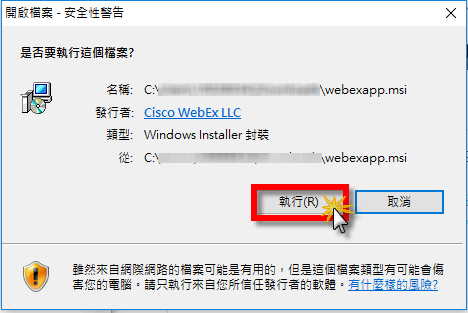 開啟檔案 - 安全性警告
是否要執行這個檔案?
名稱: C:\ \webexapp.msi
發行者: Cisco WebEx LLC
類型: Windows Installer 封裝
從: C:\ \webexapp.msi
執行(R) 取消
雖然來自網際網路的檔案可能是有用的，但是這個檔案類型有可能會傷
害您的電腦。請只執行來自您所信任發行者的軟體。有什麼樣的風險?